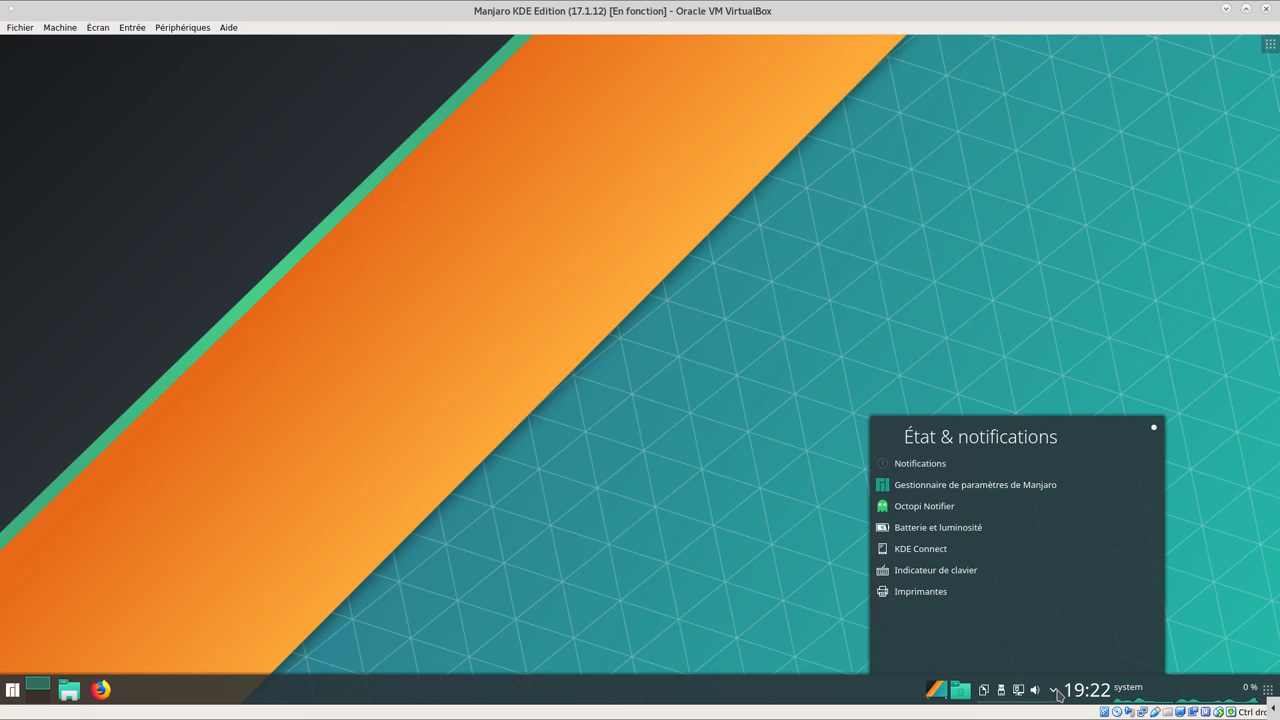 Manjaro KDE Edition (17.1.12) [En fonction] - Oracle VM VirtualBox
Fichier Machine Écran Entrée Périphériques Aide
État & notifications
Notifications
Gestionnaire de paramètres de Manjaro
Octopi Notifier
Batterie et luminosité
KDE Connect
Indicateur de clavier
Imprimantes
19:22 system 0 %
Ctrl